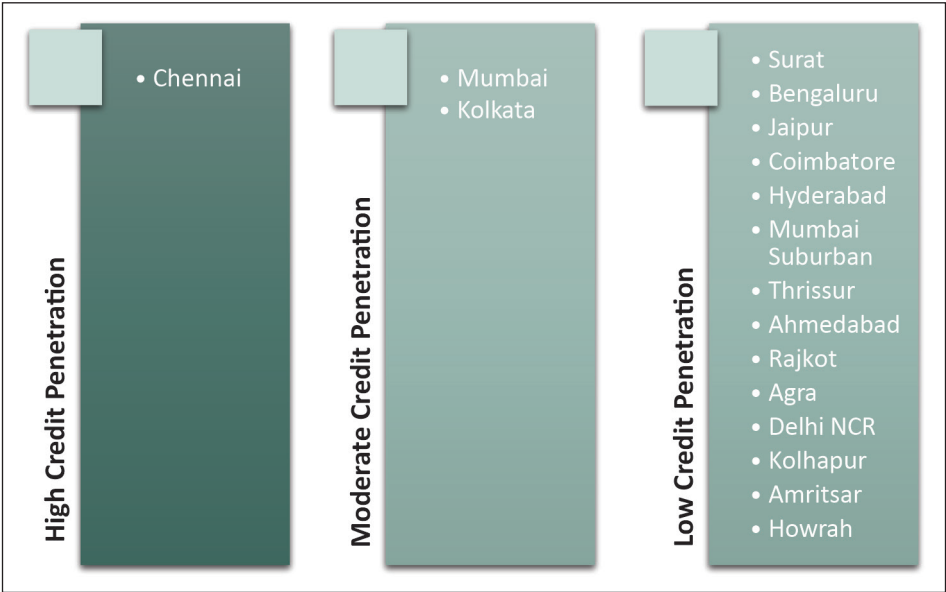 High Credit Penetration
• Chennai
Moderate Credit Penetration
• Mumbai
• Kolkata
Low Credit Penetration
• Surat
• Bengaluru
• Jaipur
• Coimbatore
• Hyderabad
• Mumbai
Suburban
• Thrissur
• Ahmedabad
• Rajkot
• Agra
• Delhi NCR
• Kolhapur
• Amritsar
• Howrah